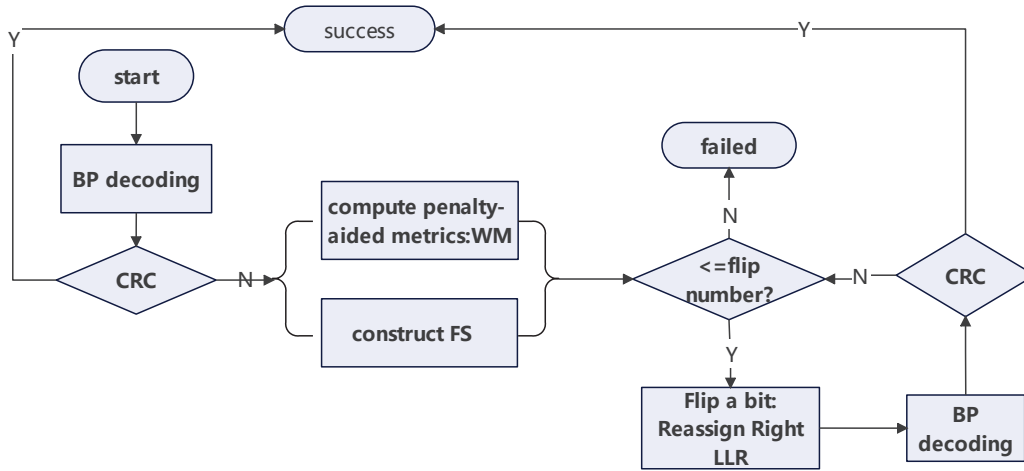 success
Y
Y
start
BP decoding
CRC
N
compute penalty-
aided metrics:WM
construct FS
failed
N
<=flip
number?
N
CRC
Y
Flip a bit:
Reassign Right
LLR
BP
decoding